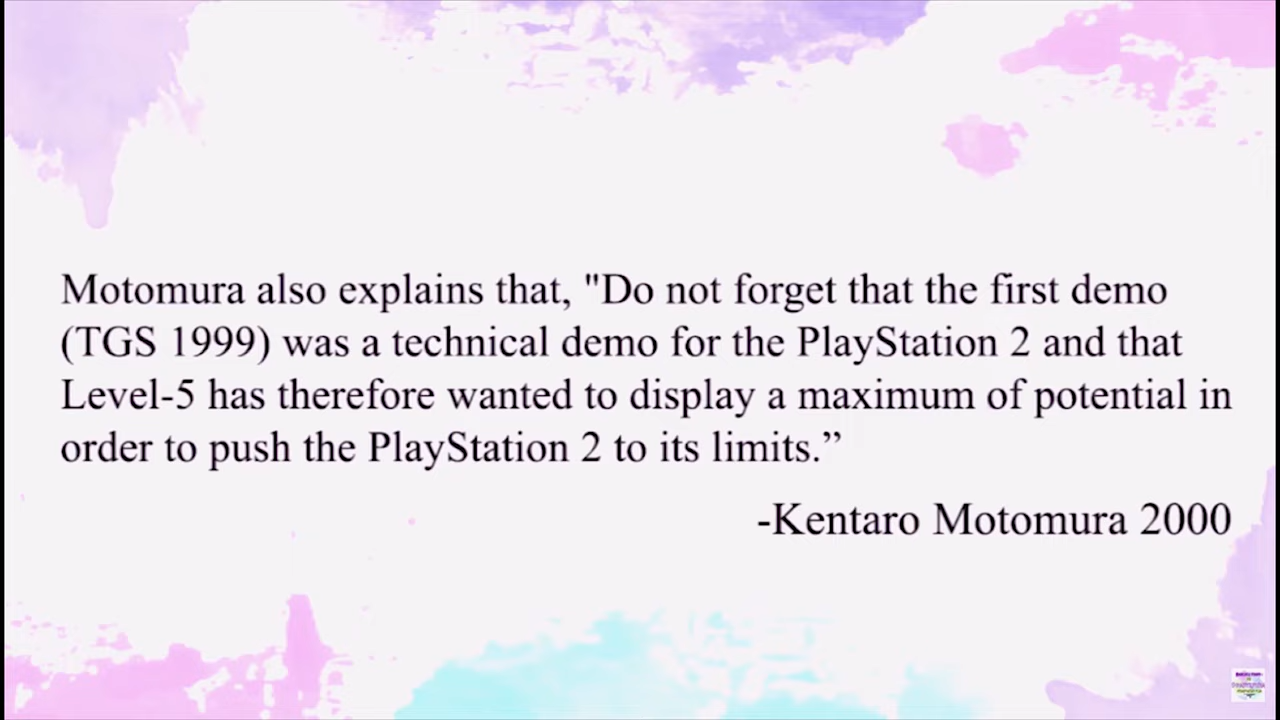 Motomura also explains that, "Do not forget that the first demo
(TGS 1999) was a technical demo for the PlayStation 2 and that
Level-5 has therefore wanted to display a maximum of potential in
order to push the PlayStation 2 to its limits.”
-Kentaro Motomura 2000